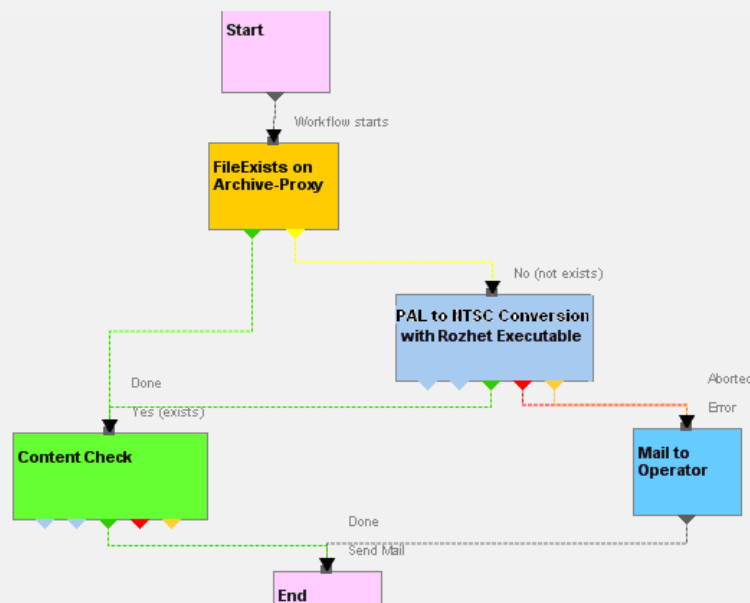 Start
Workflow starts
FileExists on
Archive-Proxy
No (not exists)
PAL to NTSC Conversion
with Rozhet Executable
Done
Yes (exists)
Aborted
Error
Content Check
Mail to
Operator
Done
Send Mail
End